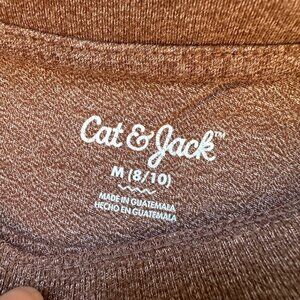 Cat & Jack™
M (8/10)
MADE IN GUATEMALA
HECHO EN GUATEMALA